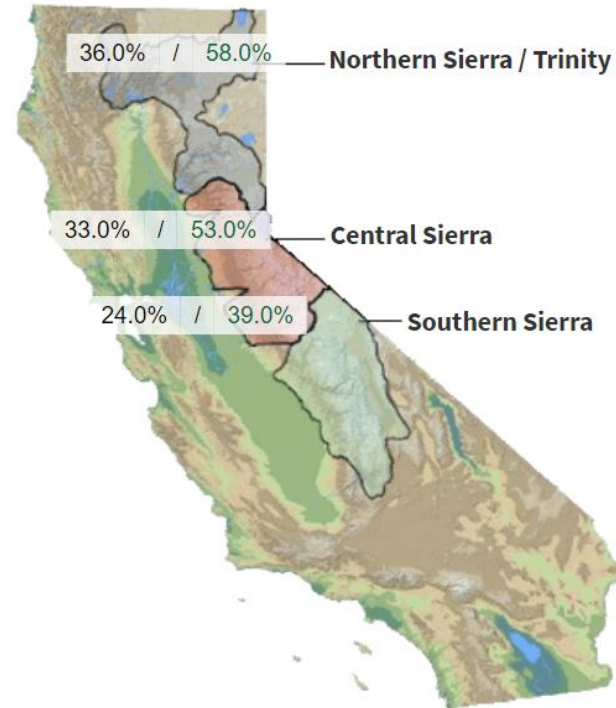 36.0% / 58.0% Northern Sierra / Trinity
33.0% / 53.0% Central Sierra
24.0% / 39.0% Southern Sierra